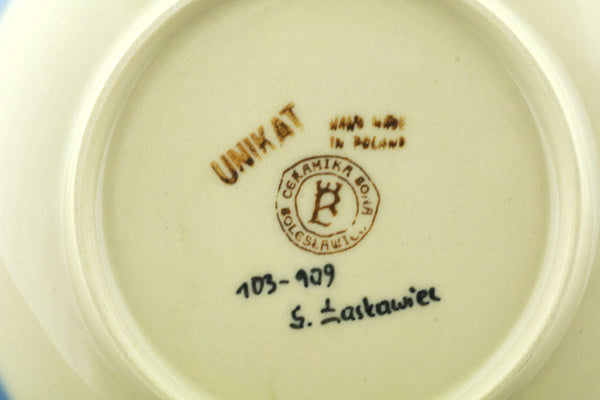 UNIKAT
HAND MADE
IN POLAND
CERAMIKA BONA
BOLESŁAWIEC
103-909
S. Łaskawiec